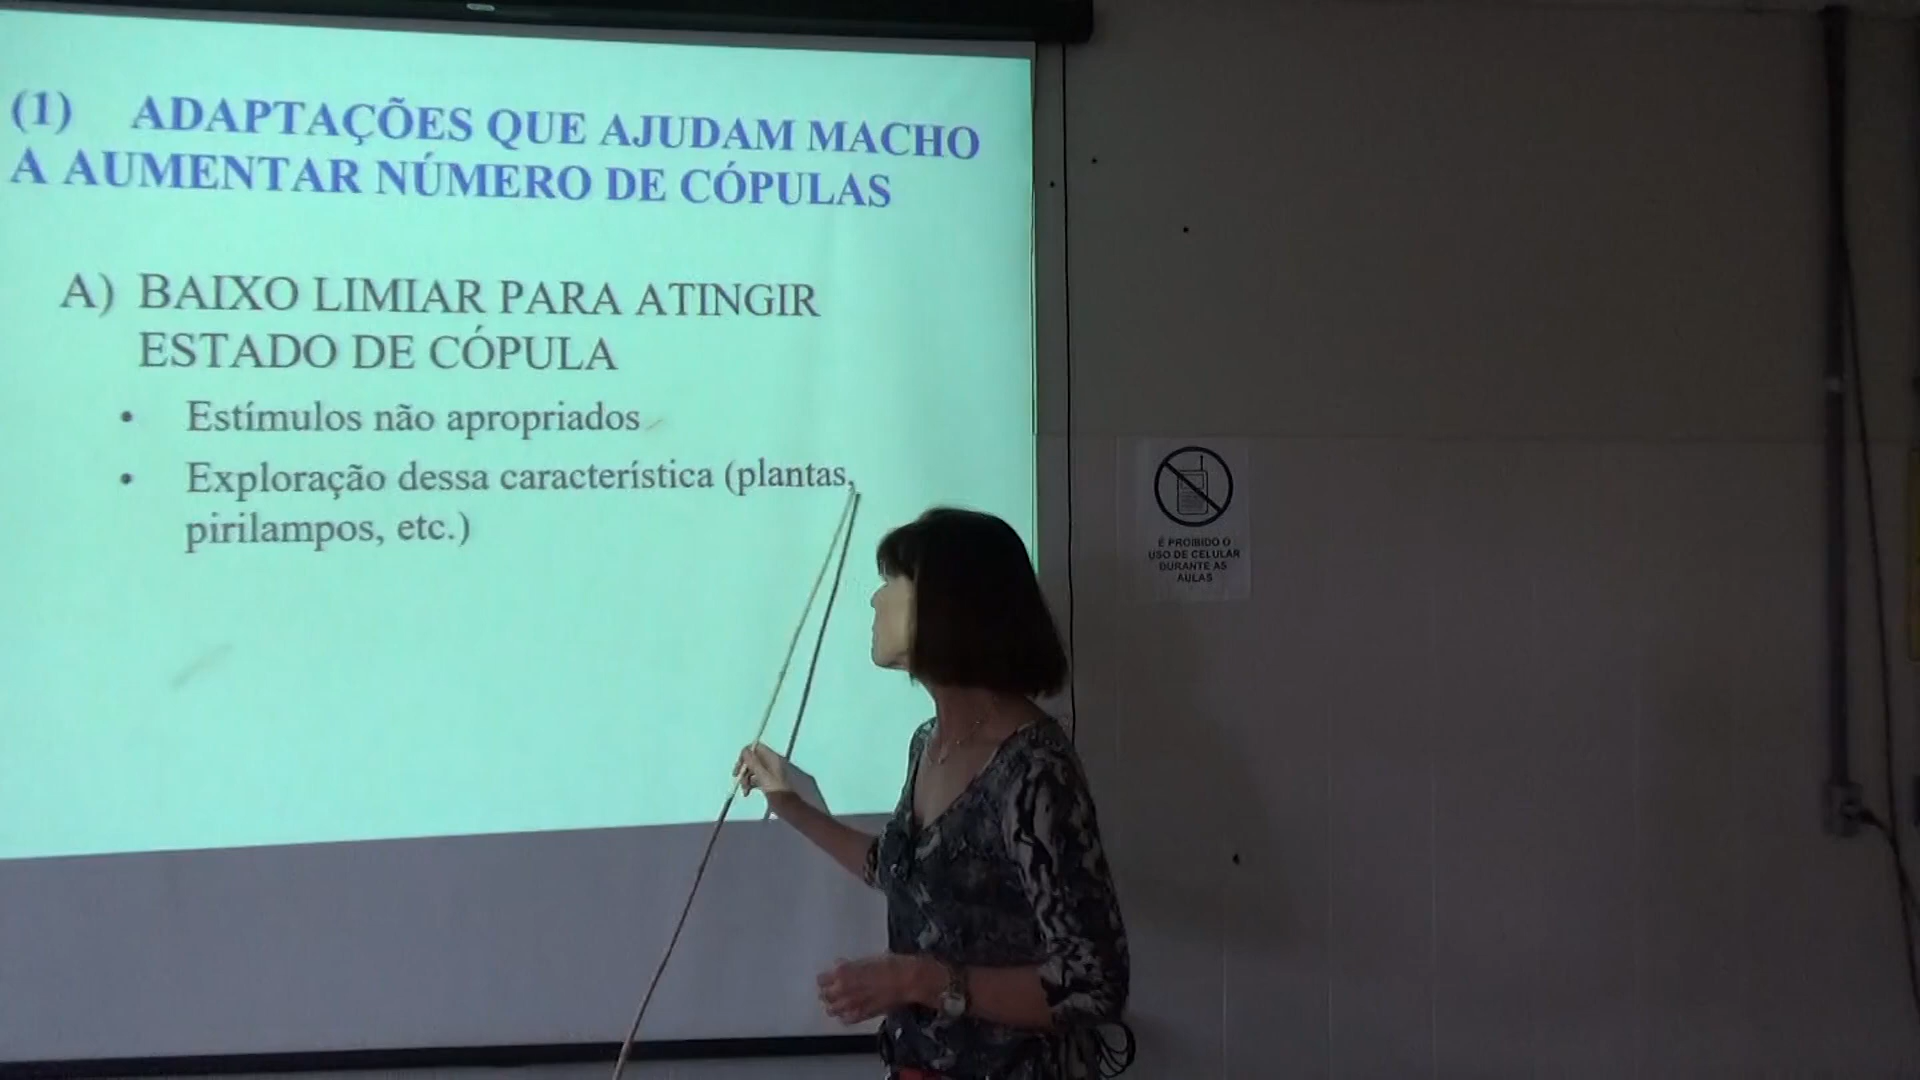 (1) ADAPTAÇÕES QUE AJUDAM MACHO
A AUMENTAR NÚMERO DE CÓPULAS
A) BAIXO LIMIAR PARA ATINGIR
ESTADO DE CÓPULA
• Estímulos não apropriados
• Exploração dessa característica (plantas,
pirilampos, etc.)
É PROIBIDO O
USO DE CELULAR
DURANTE AS
AULAS